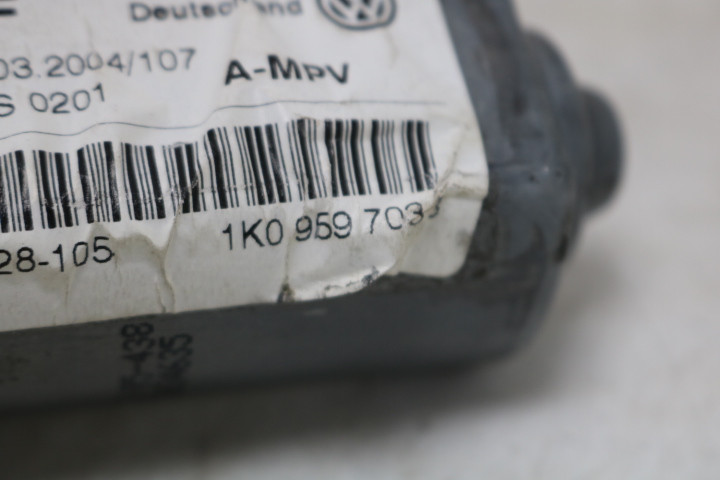 Deutschland
03.2004/107
A-MPV
S 0201
28-105
1K0 959 703